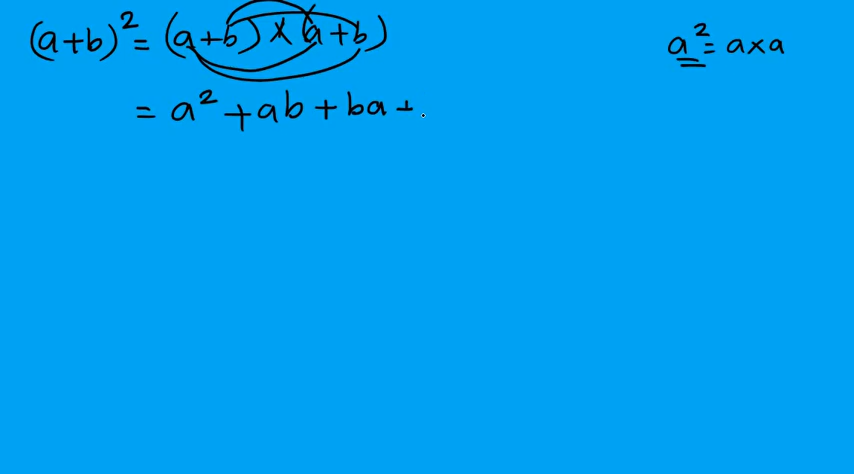 (a+b)² = (a+b) × (a+b)
a² = a×a
= a² + ab + ba +